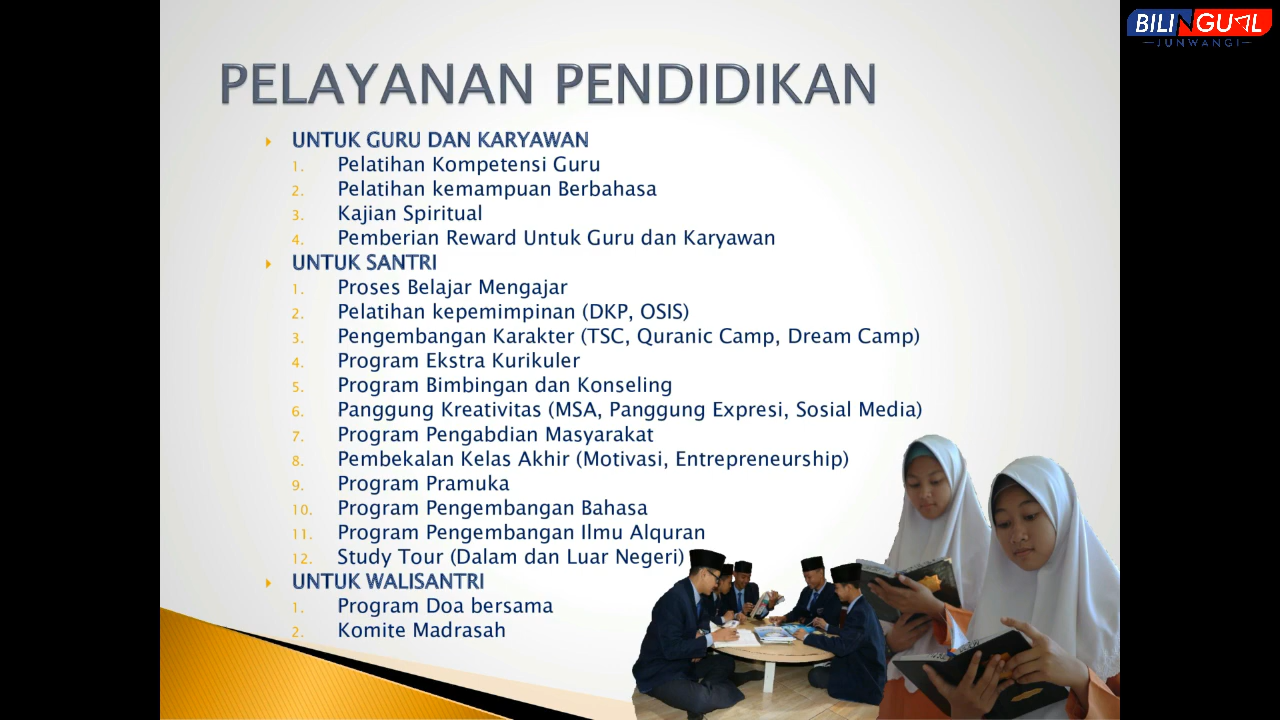 BILINGUAL
JUNWANGI
PELAYANAN PENDIDIKAN
UNTUK GURU DAN KARYAWAN
1. Pelatihan Kompetensi Guru
2. Pelatihan kemampuan Berbahasa
3. Kajian Spiritual
4. Pemberian Reward Untuk Guru dan Karyawan
UNTUK SANTRI
1. Proses Belajar Mengajar
2. Pelatihan kepemimpinan (DKP, OSIS)
3. Pengembangan Karakter (TSC, Quranic Camp, Dream Camp)
4. Program Ekstra Kurikuler
5. Program Bimbingan dan Konseling
6. Panggung Kreativitas (MSA, Panggung Expresi, Sosial Media)
7. Program Pengabdian Masyarakat
8. Pembekalan Kelas Akhir (Motivasi, Entrepreneurship)
9. Program Pramuka
10. Program Pengembangan Bahasa
11. Program Pengembangan Ilmu Alquran
12. Study Tour (Dalam dan Luar Negeri)
UNTUK WALISANTRI
1. Program Doa bersama
2. Komite Madrasah